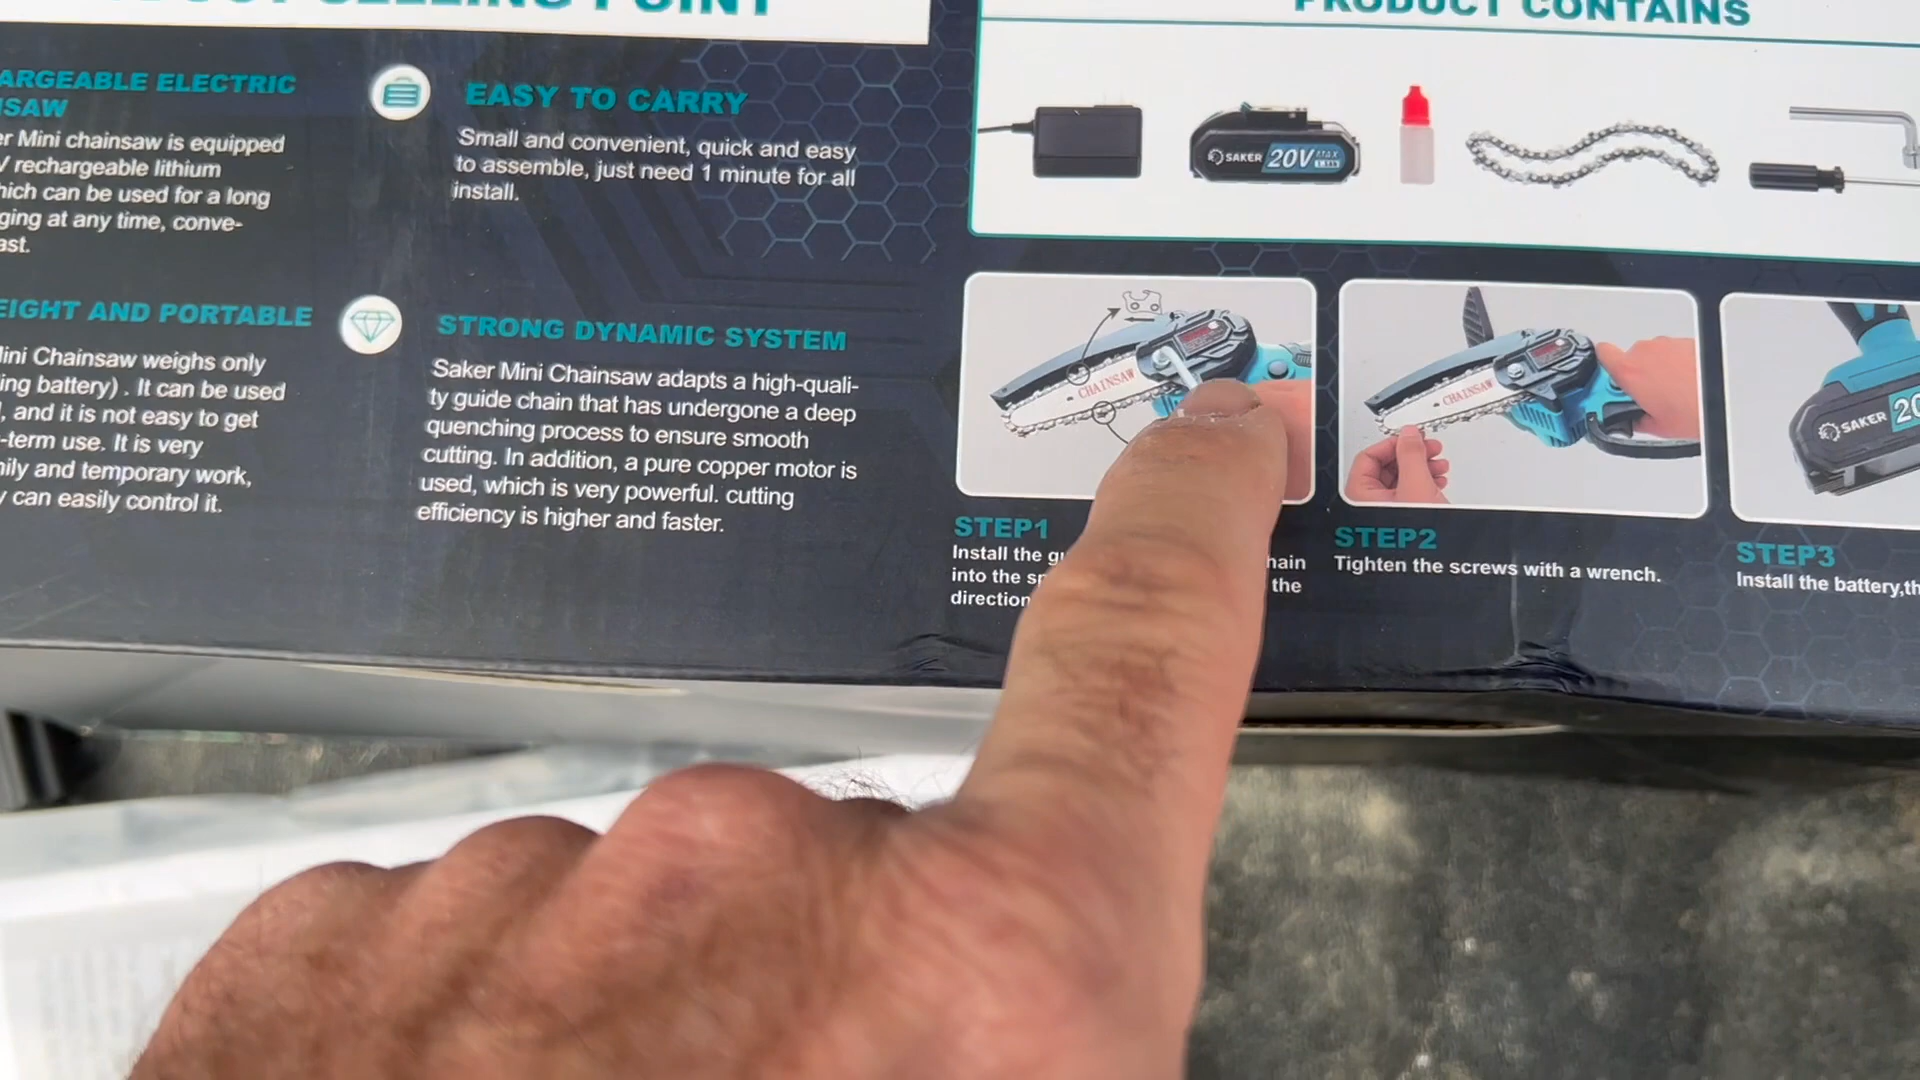 SELLING POINT
PRODUCT CONTAINS
ARGEABLE ELECTRIC
SAW
er Mini chainsaw is equipped
V rechargeable lithium
hich can be used for a long
ging at any time, conve-
ast.
EASY TO CARRY
Small and convenient, quick and easy
to assemble, just need 1 minute for all
install.
EIGHT AND PORTABLE
Mini Chainsaw weighs only
ing battery) . It can be used
, and it is not easy to get
-term use. It is very
ily and temporary work,
y can easily control it.
STRONG DYNAMIC SYSTEM
Saker Mini Chainsaw adapts a high-quali-
ty guide chain that has undergone a deep
quenching process to ensure smooth
cutting. In addition, a pure copper motor is
used, which is very powerful. cutting
efficiency is higher and faster.
SAKER 20V MAX
CHAINSAW
CHAINSAW
SAKER 20
STEP1
Install the gu hain
into the sp the
direction
STEP2
Tighten the screws with a wrench.
STEP3
Install the battery,th